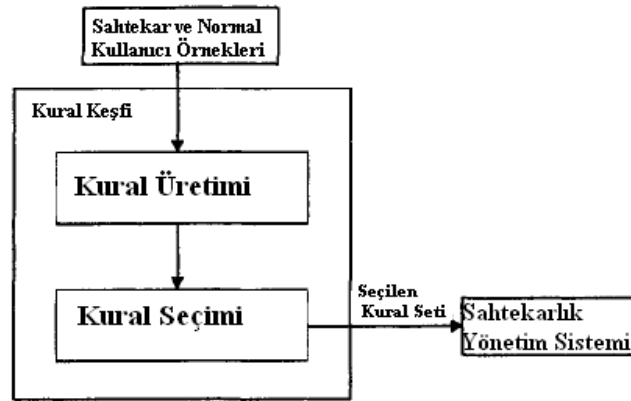 Sahtekar ve Normal
Kullanıcı Örnekleri
Kural Keşfi
Kural Üretimi
Kural Seçimi
Seçilen
Kural Seti
Sahtekarlık
Yönetim Sistemi